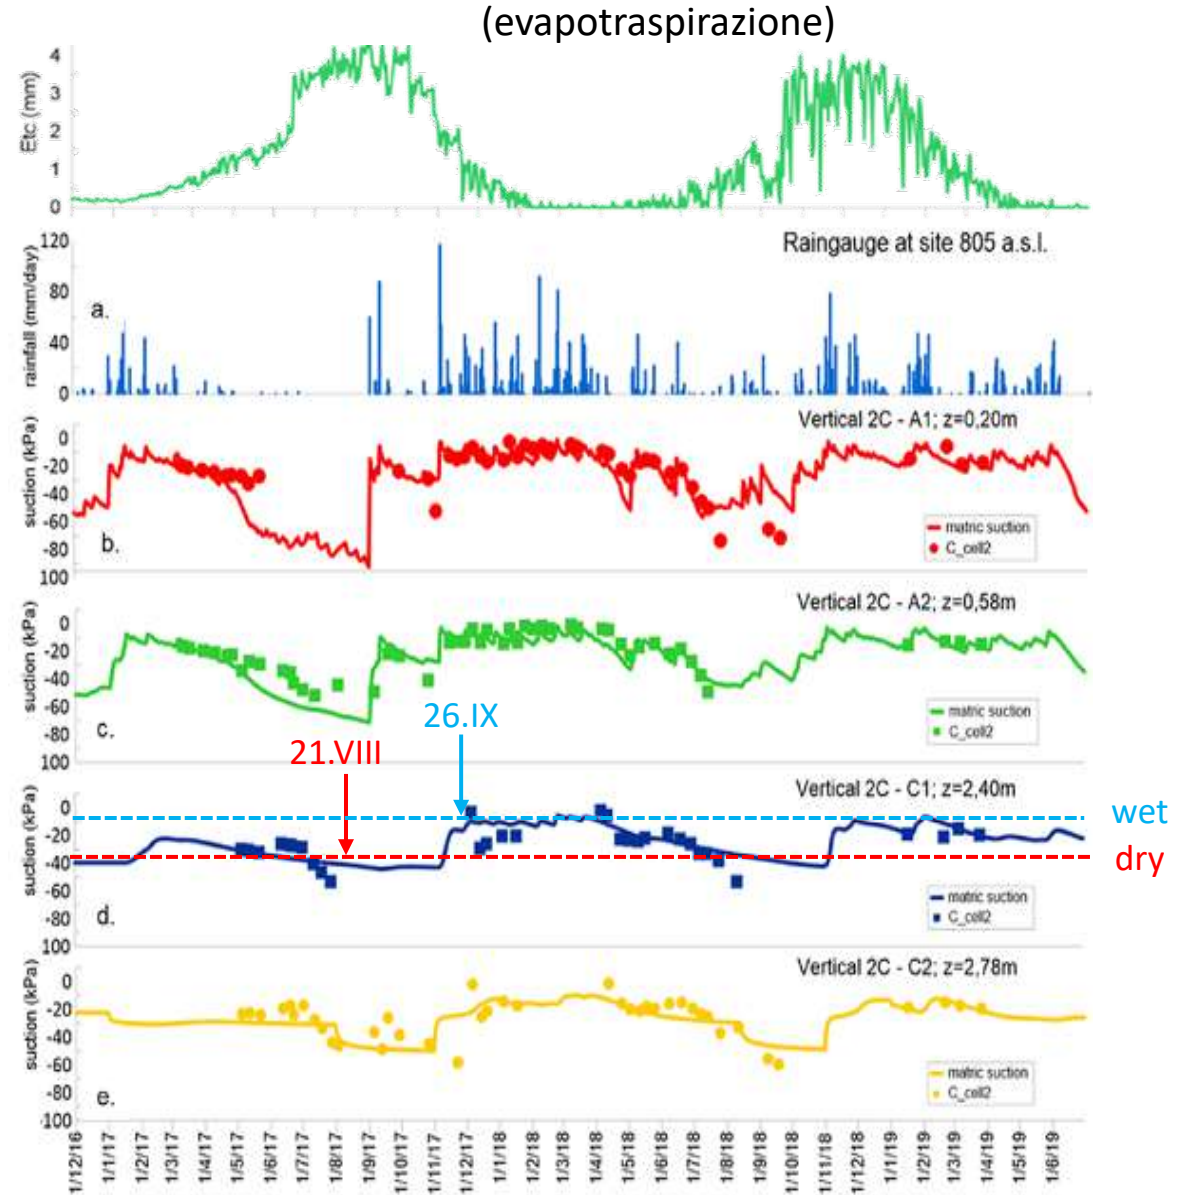 (evapotraspirazione)
Etc (mm)
4
3
2
1
0
Raingauge at site 805 a.s.l.
rainfall (mm/day)
120
80
40
0
a.
Vertical 2C - A1; z=0,20m
suction (kPa)
0
-20
-40
-60
-80
100
b.
matric suction
C_cell2
Vertical 2C - A2; z=0,58m
suction (kPa)
0
-20
-40
-60
-80
100
c.
matric suction
C_cell2
26.IX
21.VIII
Vertical 2C - C1; z=2,40m
suction (kPa)
0
-20
-40
-60
-80
100
d.
wet
dry
matric suction
C_cell2
Vertical 2C - C2; z=2,78m
suction (kPa)
0
-20
-40
-60
-80
-100
e.
matric suction
C_cell2
1/12/16
1/1/17
1/2/17
1/3/17
1/4/17
1/5/17
1/6/17
1/7/17
1/8/17
1/9/17
1/10/17
1/11/17
1/12/17
1/1/18
1/2/18
1/3/18
1/4/18
1/5/18
1/6/18
1/7/18
1/8/18
1/9/18
1/10/18
1/11/18
1/12/18
1/1/19
1/2/19
1/3/19
1/4/19
1/5/19
1/6/19